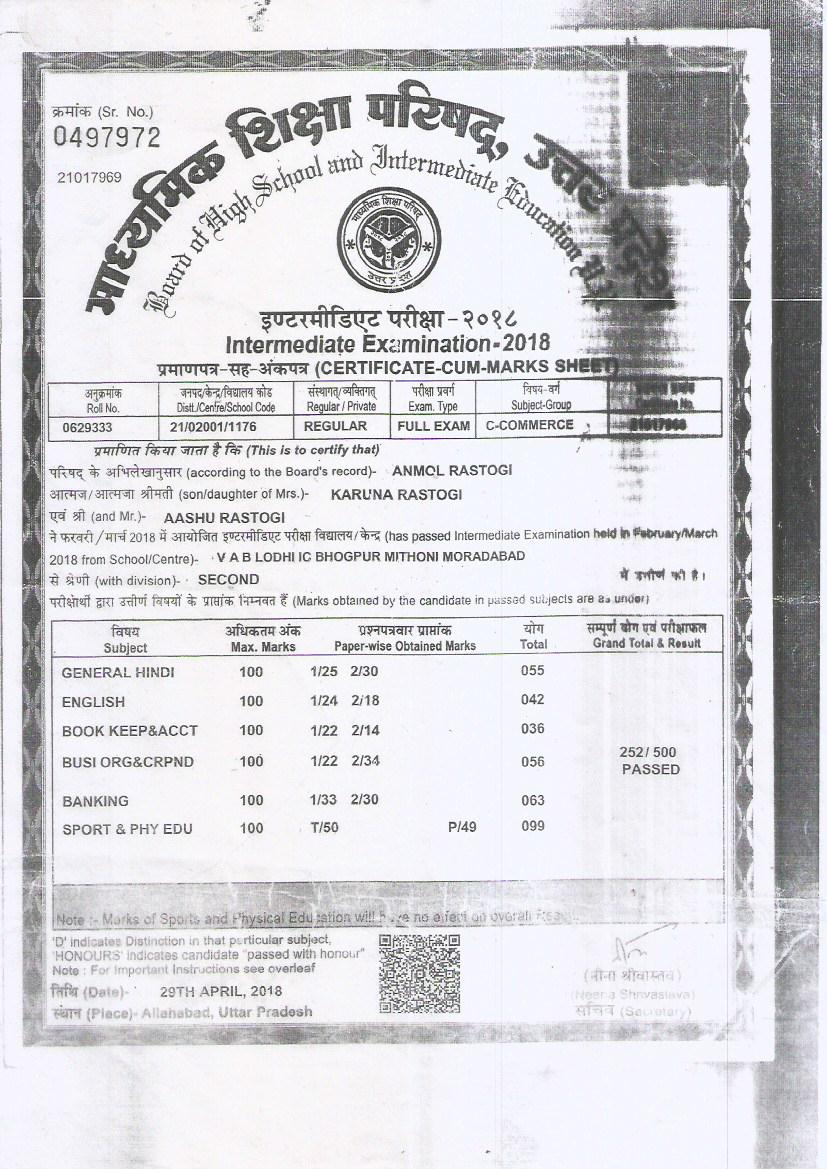 क्रमांक (Sr. No.)
0497972
21017969
माध्यमिक शिक्षा परिषद्, उत्तर प्रदेश
Board of High School and Intermediate Education U.P.
माध्यमिक शिक्षा परिषद्
उत्तर प्रदेश
इण्टरमीडिएट परीक्षा-२०१८
Intermediate Examination-2018
प्रमाणपत्र-सह-अंकपत्र (CERTIFICATE-CUM-MARKS SHEET)
अनुक्रमांक जनपद/केन्द्र/विद्यालय कोड संस्थागत/व्यक्तिगत परीक्षा प्रवर्ग विषय-वर्ग
Roll No. Distt./Centre/School Code Regular / Private Exam. Type Subject-Group Certificate No.
0629333 21/02001/1176 REGULAR FULL EXAM C-COMMERCE
प्रमाणित किया जाता है कि (This is to certify that)
परिषद् के अभिलेखानुसार (according to the Board's record)- ANMOL RASTOGI
आत्मज/आत्मजा श्रीमती (son/daughter of Mrs.)- KARUNA RASTOGI
एवं श्री (and Mr.)- AASHU RASTOGI
ने फरवरी/मार्च 2018 में आयोजित इण्टरमीडिएट परीक्षा विद्यालय/केन्द्र (has passed Intermediate Examination held in February/March
2018 from School/Centre)- V A B LODHI IC BHOGPUR MITHONI MORADABAD
से श्रेणी (with division)- SECOND में उत्तीर्ण की है।
परीक्षार्थी द्वारा उत्तीर्ण विषयों के प्राप्तांक निम्नवत हैं (Marks obtained by the candidate in passed subjects are as under)
विषय अधिकतम अंक प्रश्नपत्रवार प्राप्तांक योग सम्पूर्ण योग एवं परीक्षाफल
Subject Max. Marks Paper-wise Obtained Marks Total Grand Total & Result
GENERAL HINDI 100 1/25 2/30 055
ENGLISH 100 1/24 2/18 042
BOOK KEEP&ACCT 100 1/22 2/14 036
BUSI ORG&CRPND 100 1/22 2/34 056
252/500
PASSED
BANKING 100 1/33 2/30 063
SPORT & PHY EDU 100 T/50 P/49 099
Note :- Marks of Sports and Physical Education will have no effect on overall
'D' indicates Distinction in that particular subject,
'HONOURS' indicates candidate "passed with honour"
Note : For Important Instructions see overleaf
तिथि (Date)- 29TH APRIL, 2018
स्थान (Place)- Allahabad, Uttar Pradesh
(नीना श्रीवास्तव)
(Neena Shrivastava)
सचिव (Secretary)